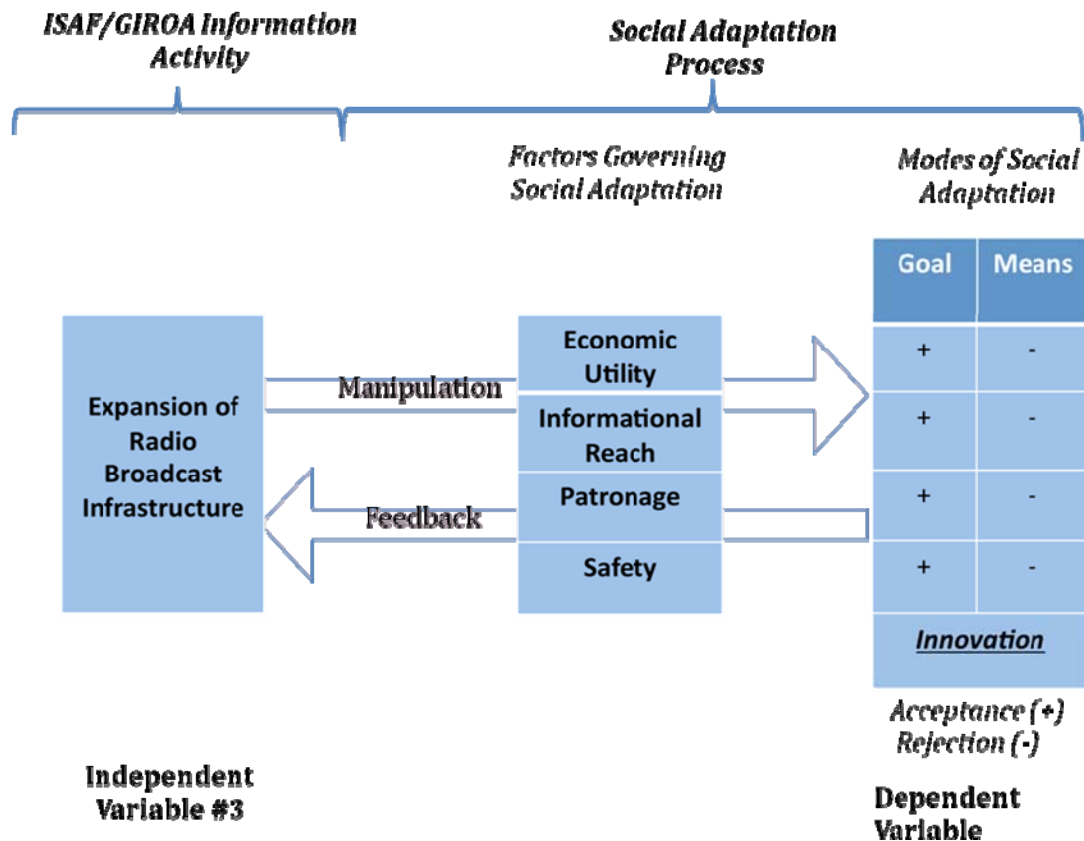 ISAF/GIROA Information
Activity
Social Adaptation
Process
Factors Governing
Social Adaptation
Modes of Social
Adaptation
Goal Means
Expansion of
Radio
Broadcast
Infrastructure
Manipulation
Feedback
Economic
Utility
Informational
Reach
Patronage
Safety
+ -
+ -
+ -
+ -
Innovation
Acceptance (+)
Rejection (-)
Independent
Variable #3
Dependent
Variable